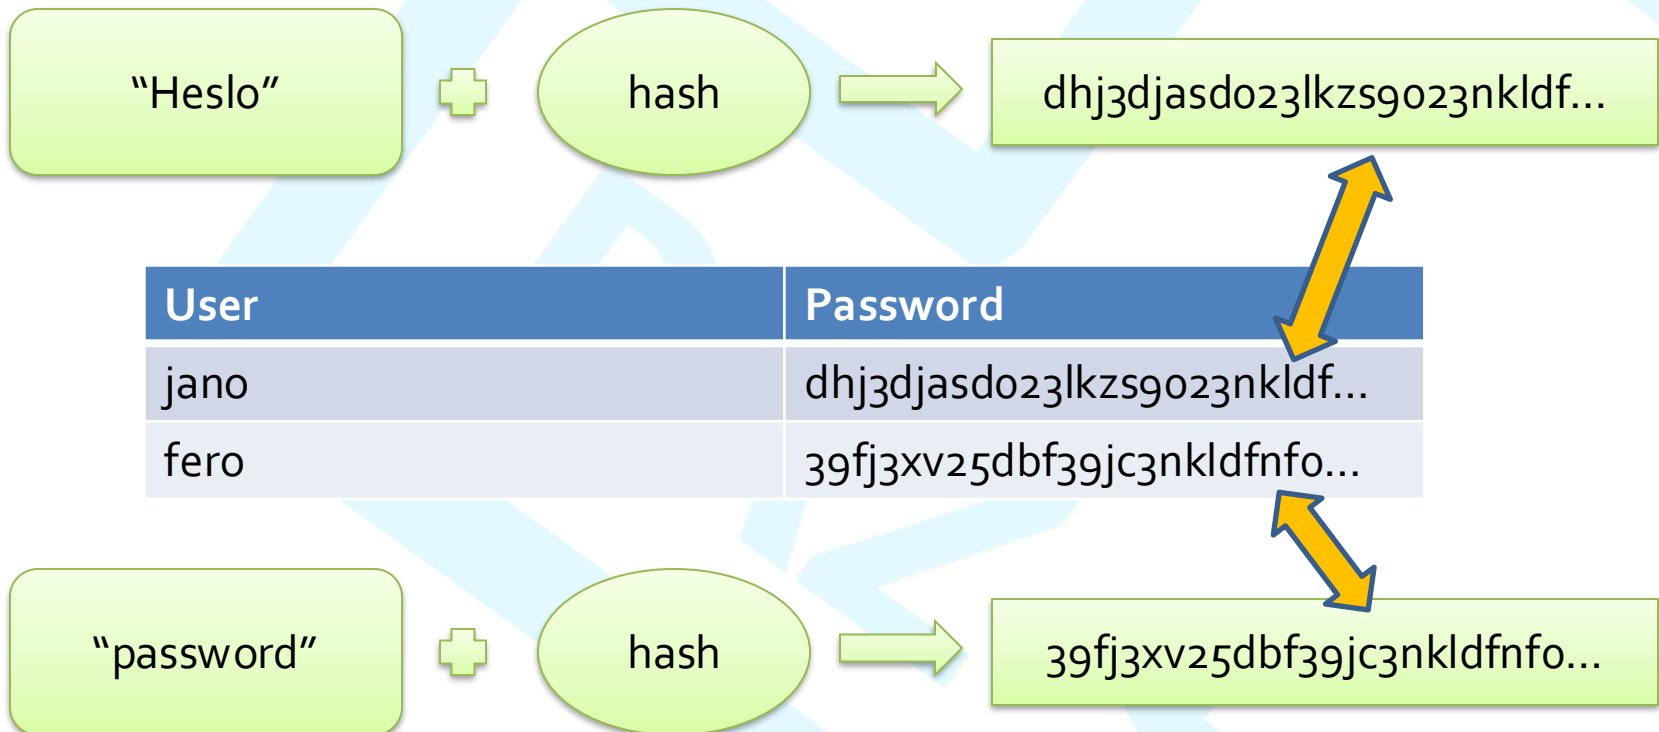 “Heslo”
hash
dhj3djasdo23lkzs9023nkldf...
User Password
jano dhj3djasdo23lkzs9023nkldf...
fero 39fj3xv25dbf39jc3nkldfnfo...
“password”
hash
39fj3xv25dbf39jc3nkldfnfo...